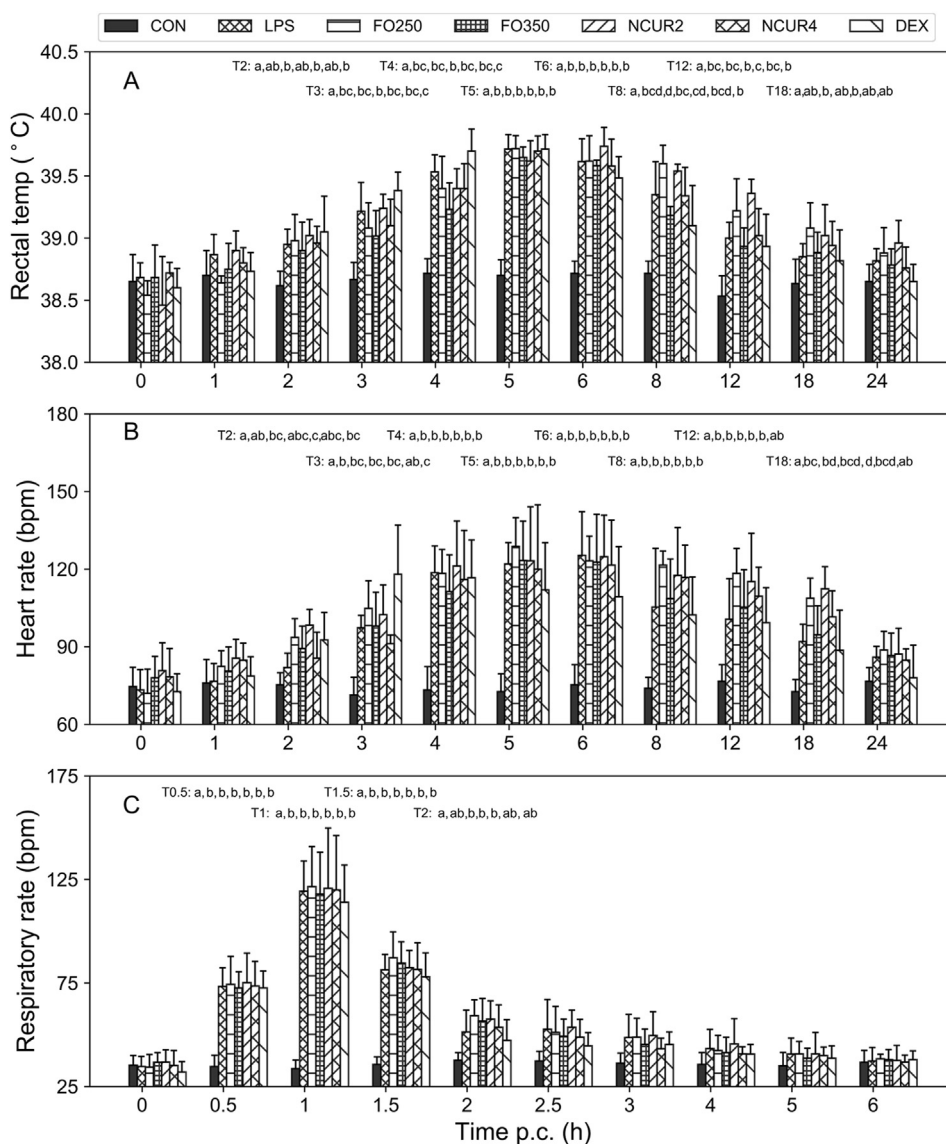 CON LPS FO250 FO350 NCUR2 NCUR4 DEX
A
T2: a,ab,b,ab,b,ab,b T4: a,bc,bc,b,bc,bc,c T6: a,b,b,b,b,b,b T12: a,bc,bc,b,c,bc,b
T3: a,bc,bc,b,bc,bc,c T5: a,b,b,b,b,b,b T8: a,bcd,d,bc,cd,bcd,b T18: a,ab,b, ab,b,ab,ab
Rectal temp (°C)
40.5
40.0
39.5
39.0
38.5
38.0
0 1 2 3 4 5 6 8 12 18 24
B
T2: a,ab,bc,abc,c,abc,bc T4: a,b,b,b,b,b,b T6: a,b,b,b,b,b,b T12: a,b,b,b,b,b,ab
T3: a,b,bc,bc,bc,ab,c T5: a,b,b,b,b,b,b T8: a,b,b,b,b,b,b T18: a,bc,bd,bcd,d,bcd,ab
Heart rate (bpm)
180
150
120
90
60
0 1 2 3 4 5 6 8 12 18 24
C
T0.5: a,b,b,b,b,b,b T1.5: a,b,b,b,b,b,b
T1: a,b,b,b,b,b,b T2: a,ab,b,b,b,ab, ab
Respiratory rate (bpm)
175
125
75
25
0 0.5 1 1.5 2 2.5 3 4 5 6
Time p.c. (h)